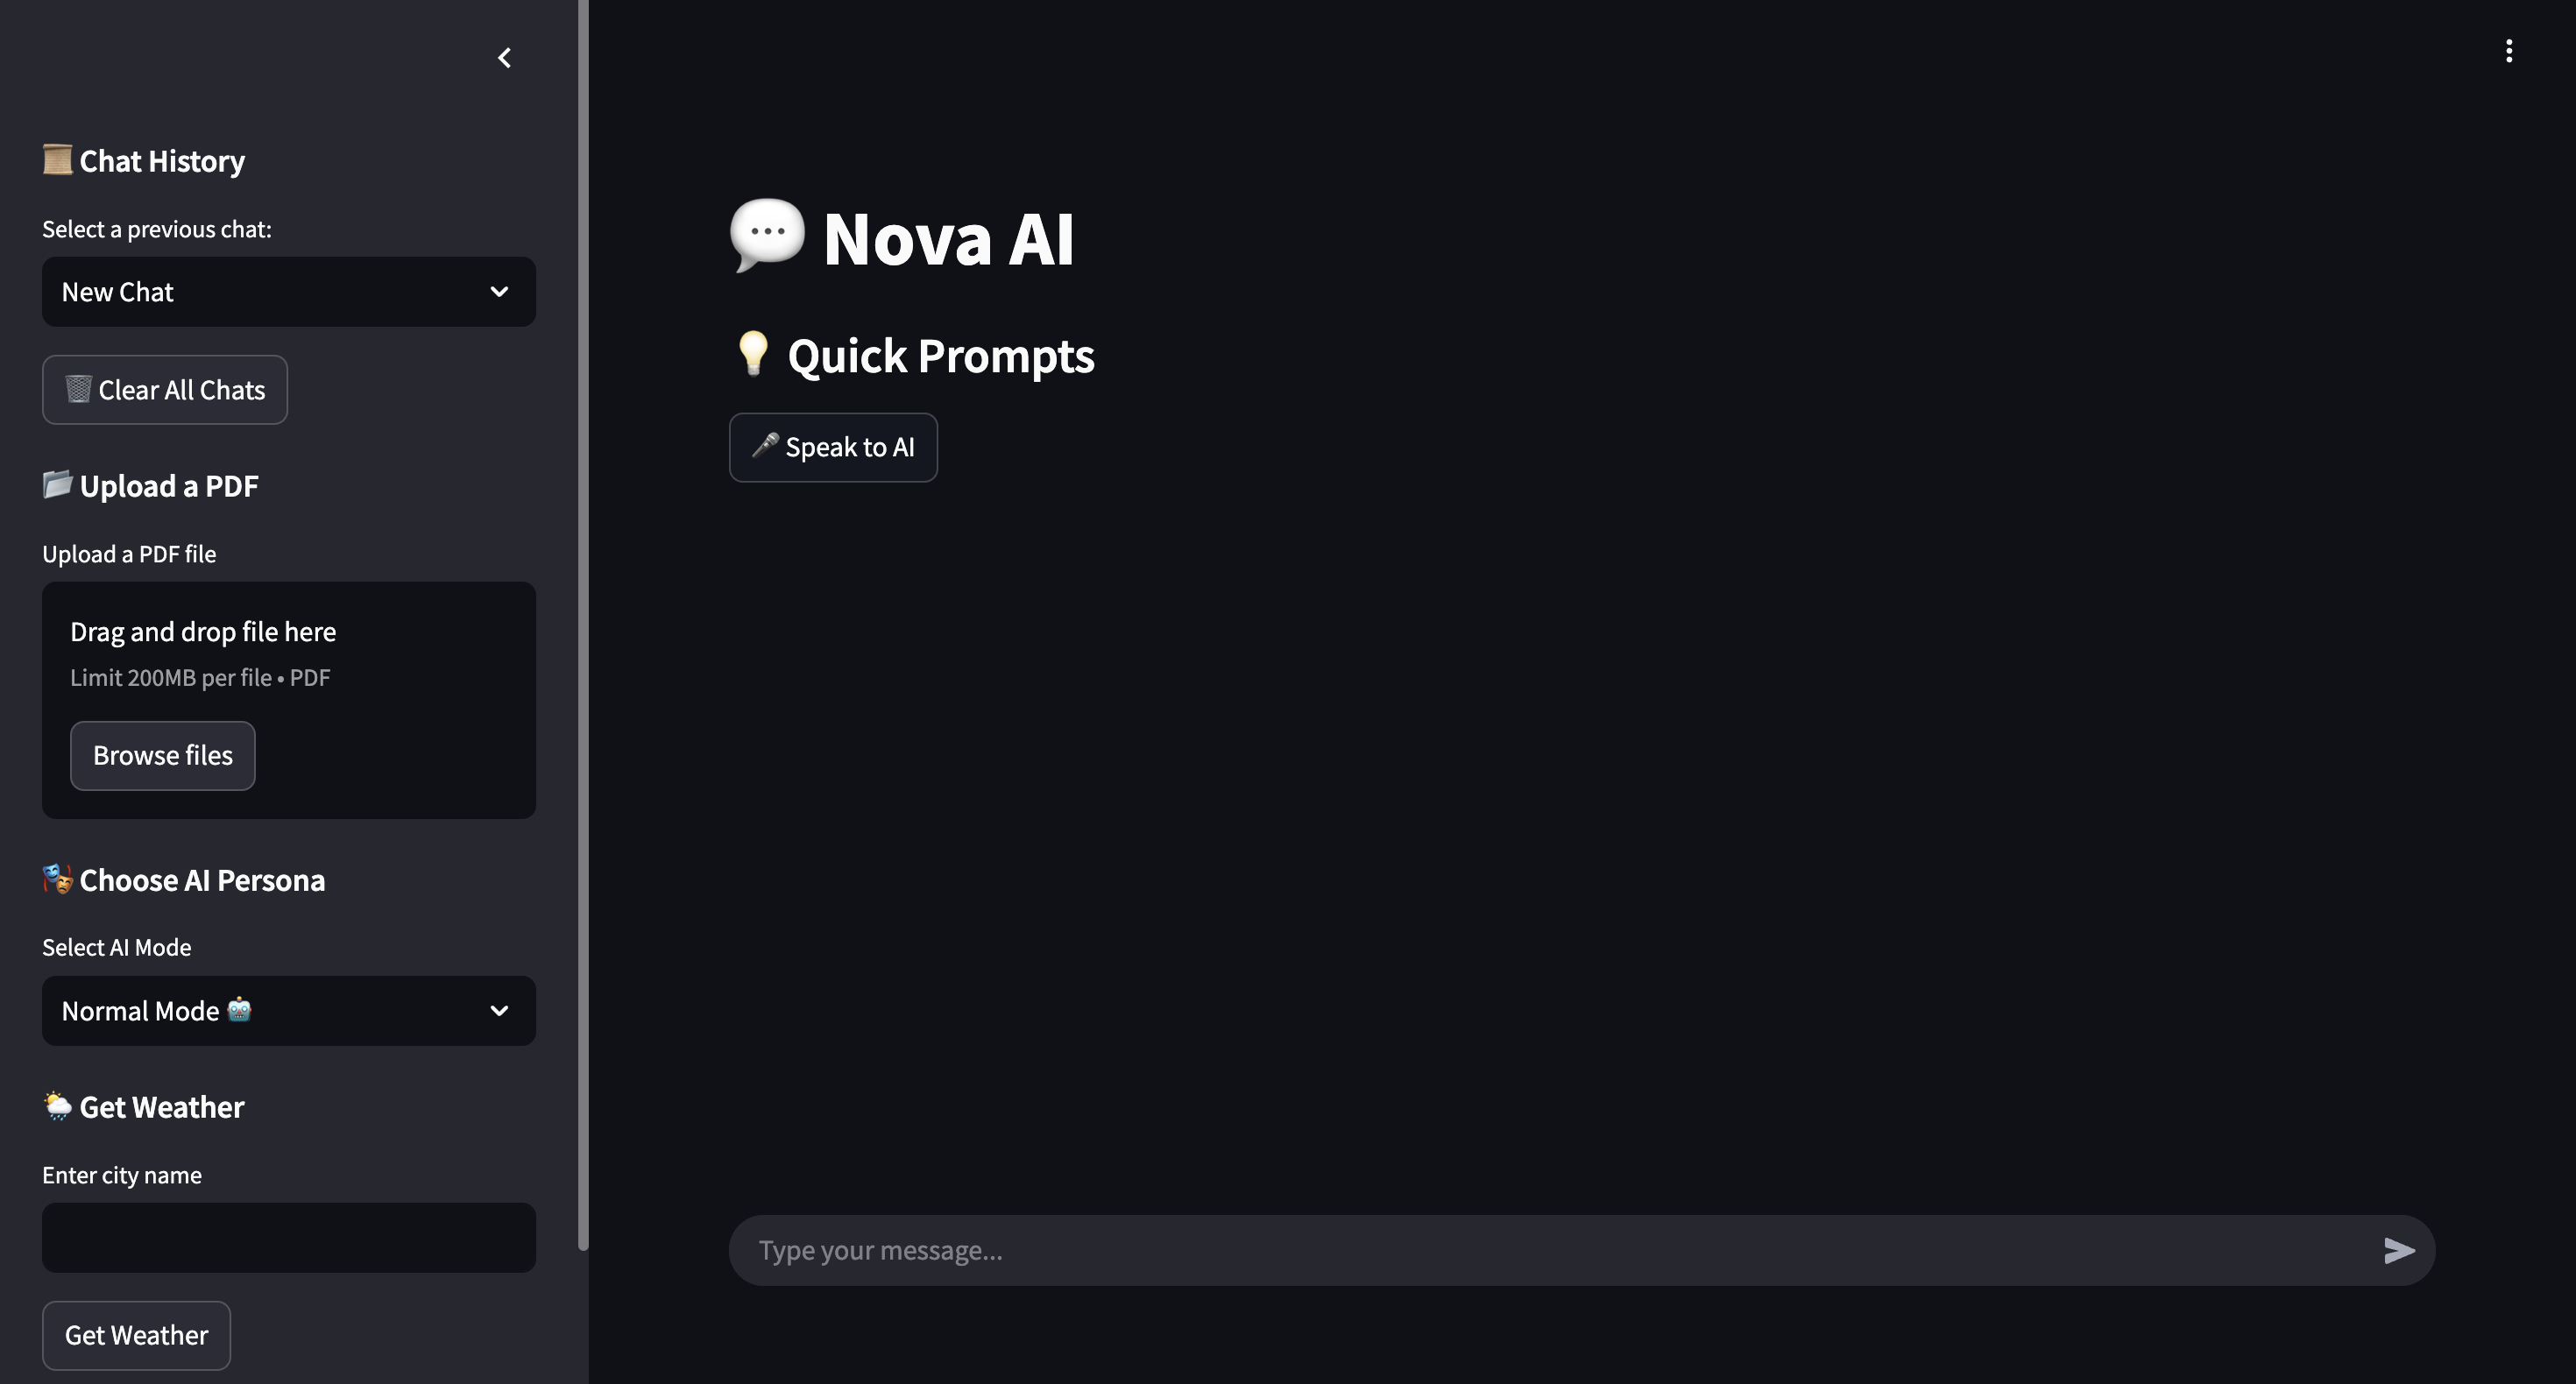 Chat History
Select a previous chat:
New Chat
Clear All Chats
Upload a PDF
Upload a PDF file
Drag and drop file here
Limit 200MB per file • PDF
Browse files
Choose AI Persona
Select AI Mode
Normal Mode 🤖
Get Weather
Enter city name
Get Weather
Nova AI
Quick Prompts
Speak to AI
Type your message...